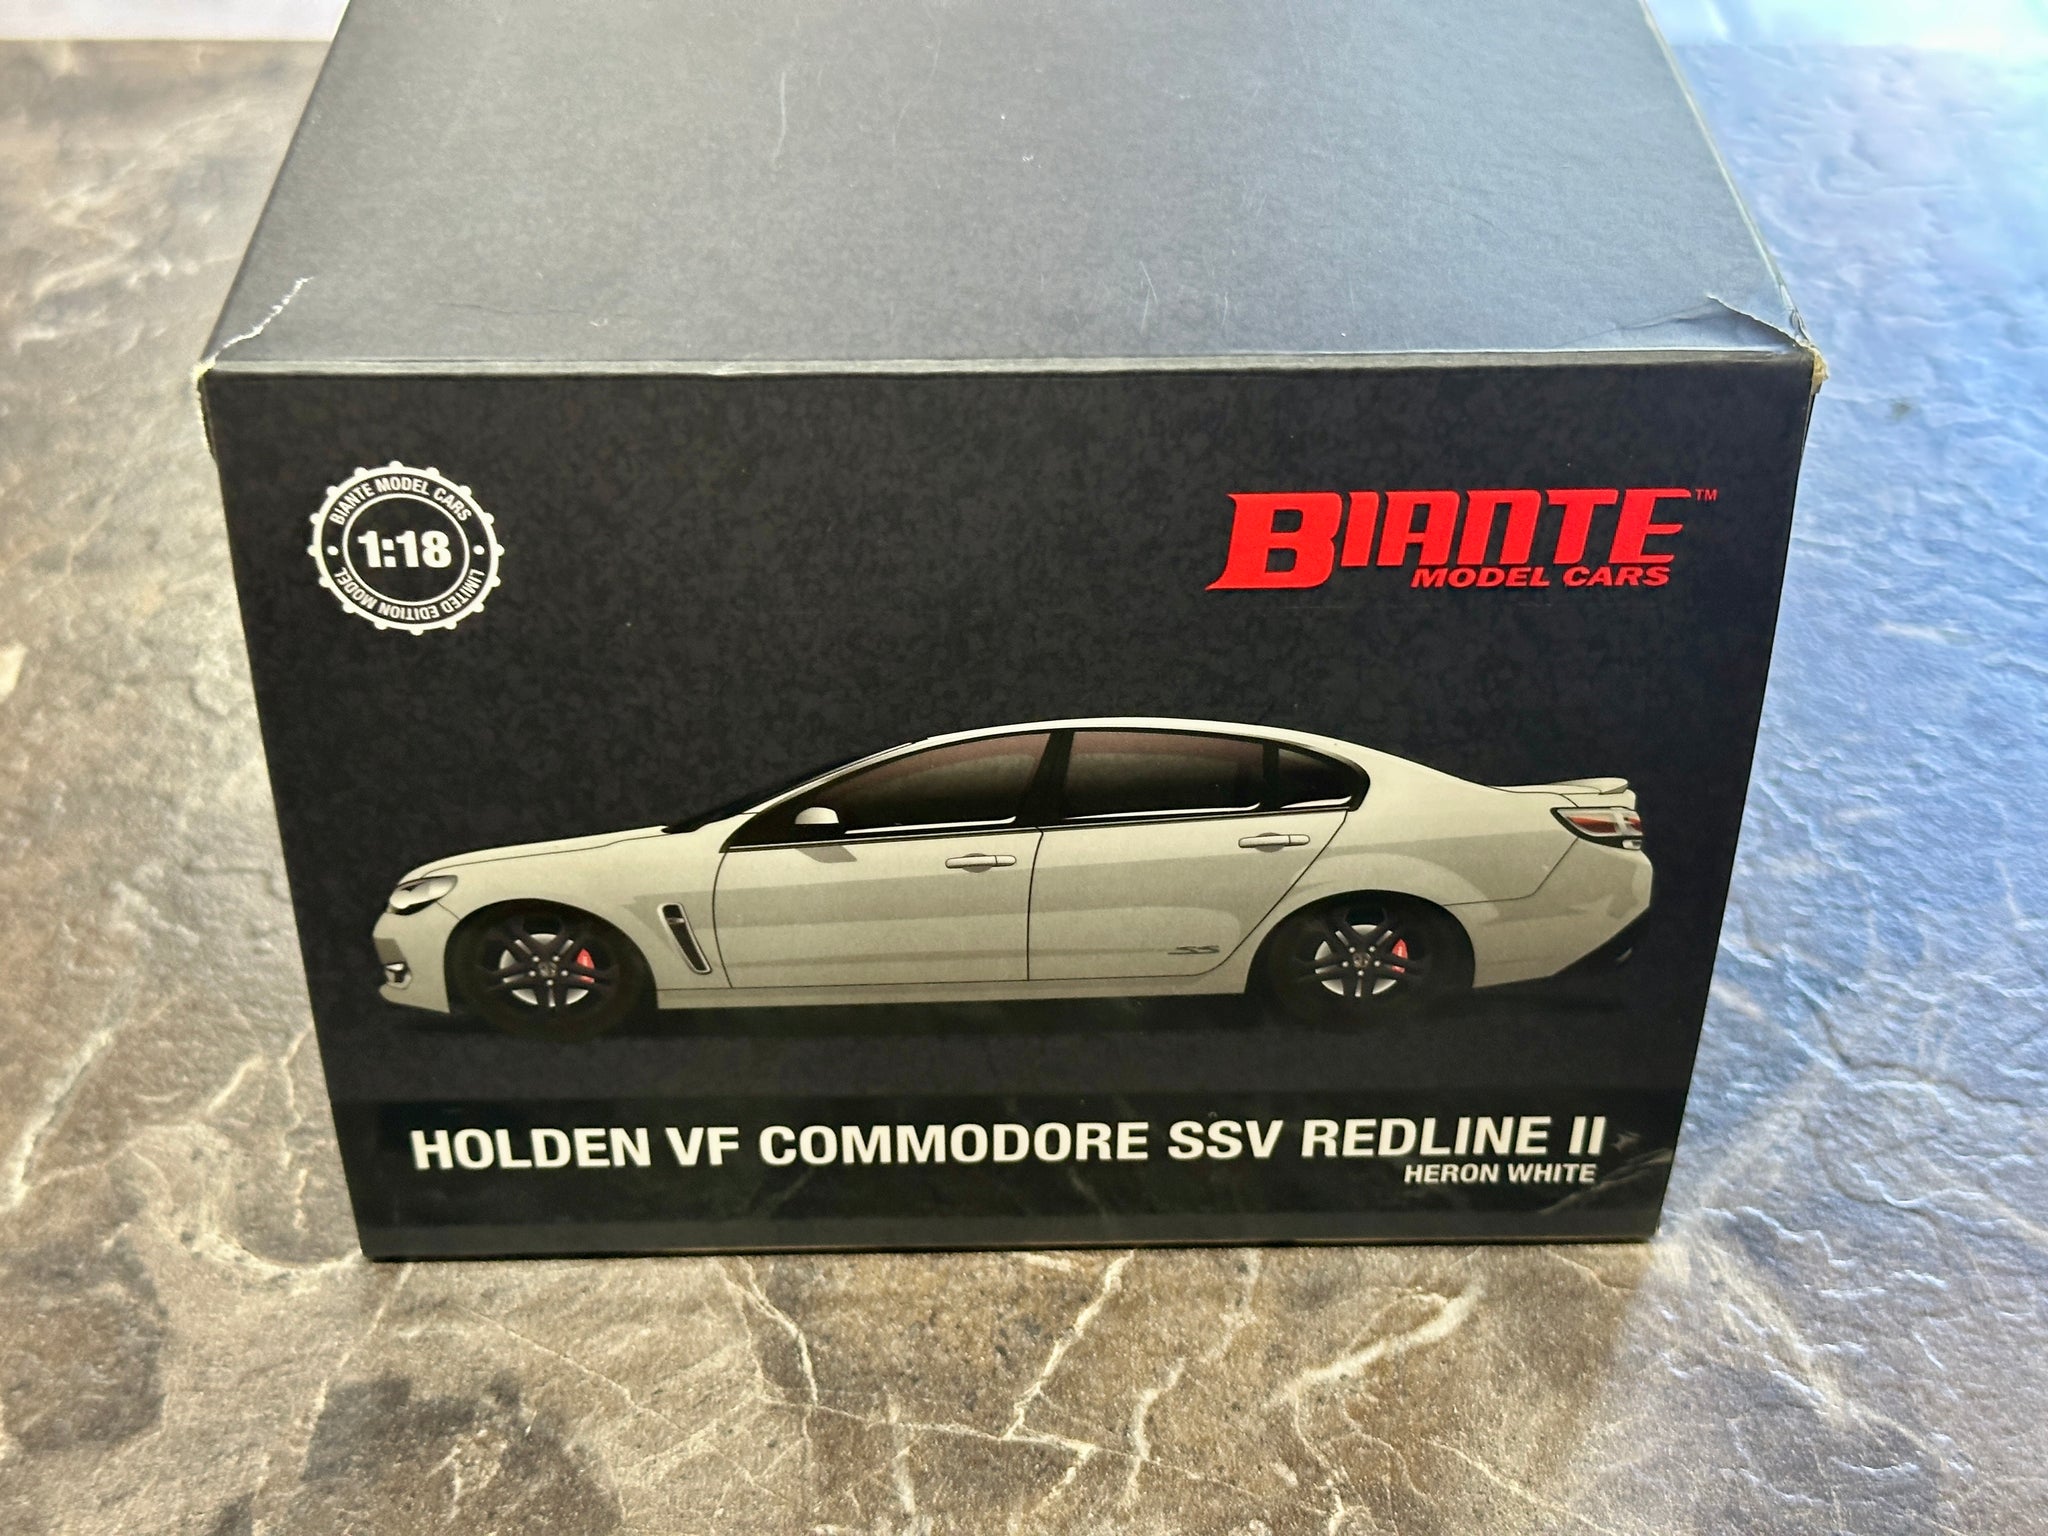 BIANTE MODEL CARS
1:18
LIMITED EDITION MODEL
BIANTE™
MODEL CARS
SS
HOLDEN VF COMMODORE SSV REDLINE II
HERON WHITE